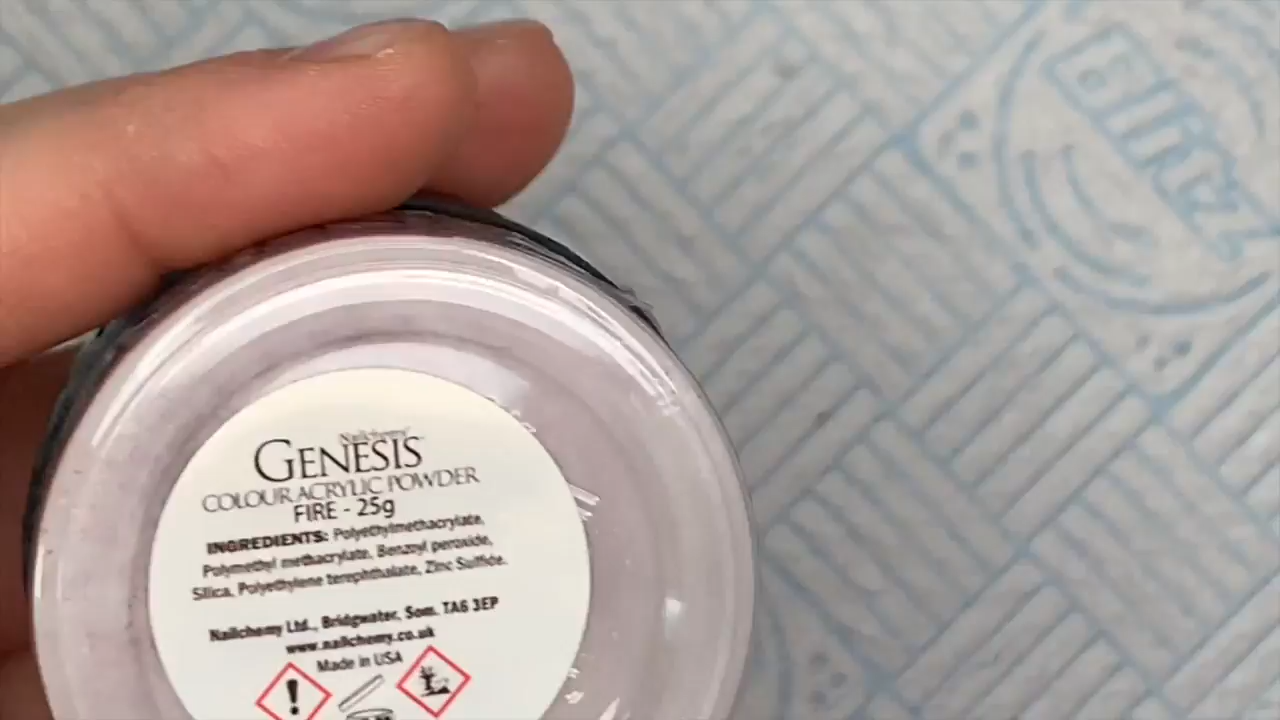 Blitz
Nailchemy
GENESIS
COLOUR ACRYLIC POWDER
FIRE - 25g
INGREDIENTS: Polyethylmethacrylate,
Polymethyl methacrylate, Benzoyl peroxide,
Silica, Polyethylene terephthalate, Zinc Sulfide.
Nailchemy Ltd., Bridgwater, Som. TA6 3EP
www.nailchemy.co.uk
Made in USA